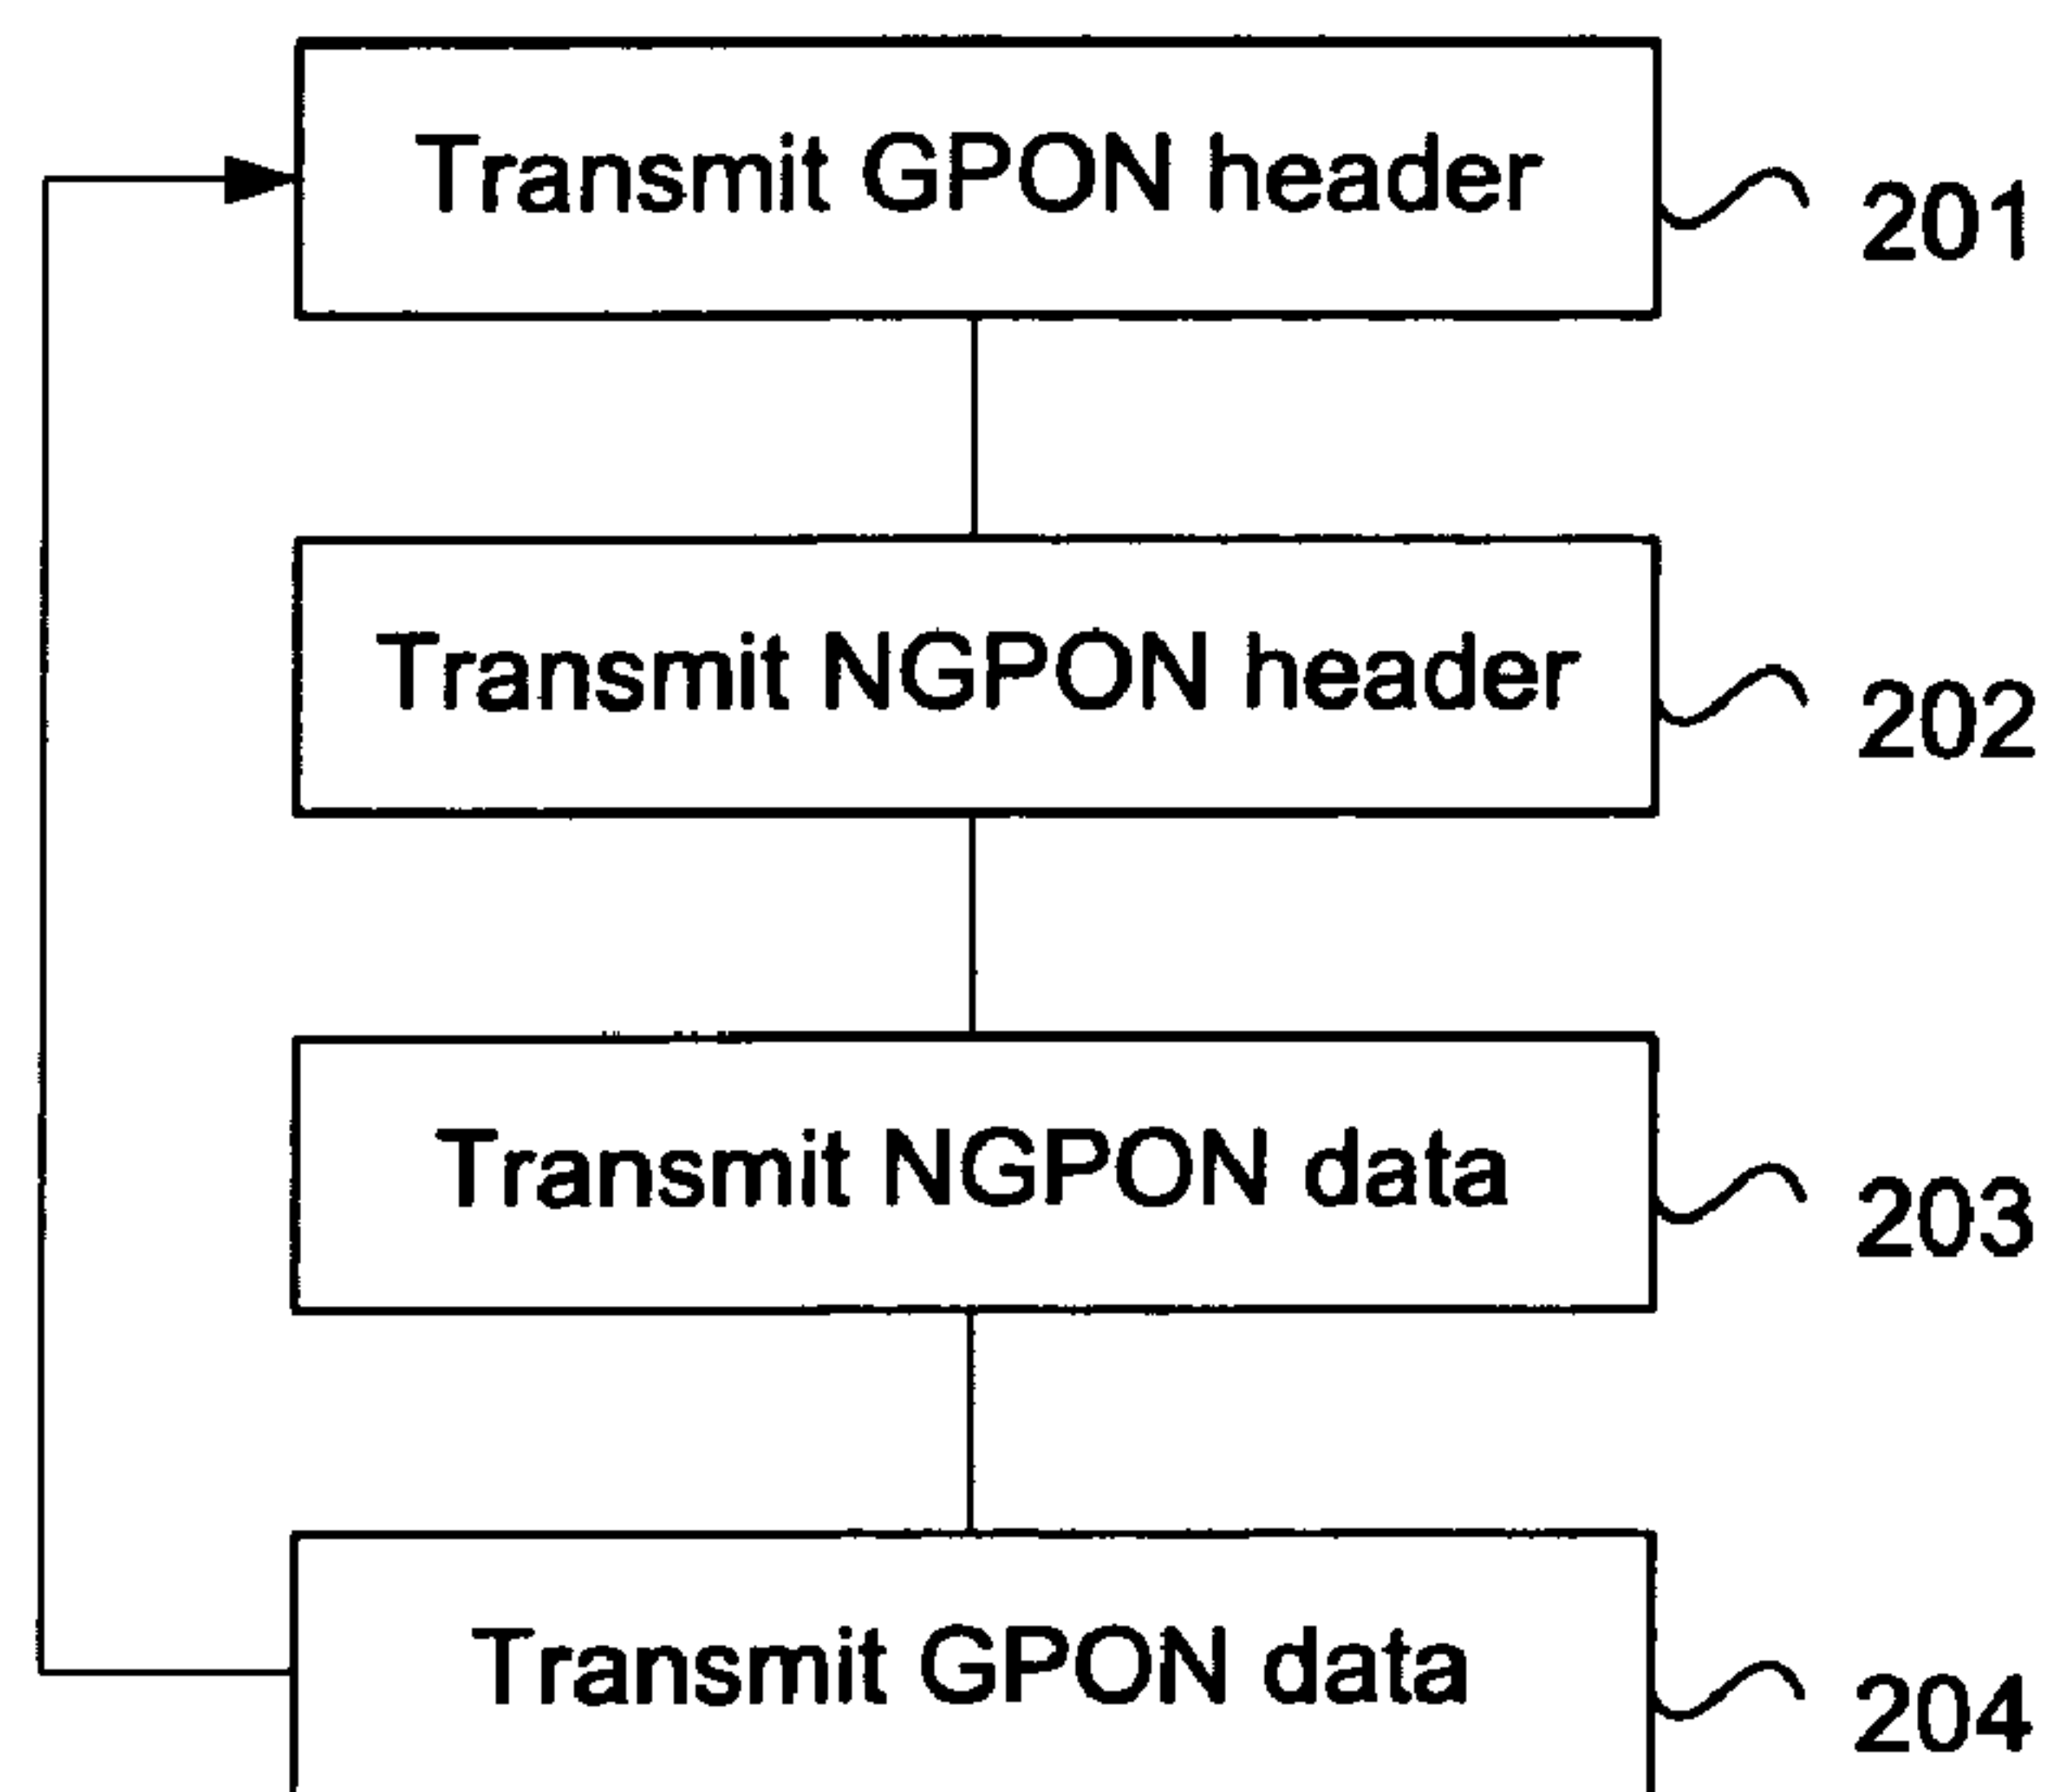 Transmit GPON header
201
Transmit NGPON header
202
Transmit NGPON data
203
Transmit GPON data
204